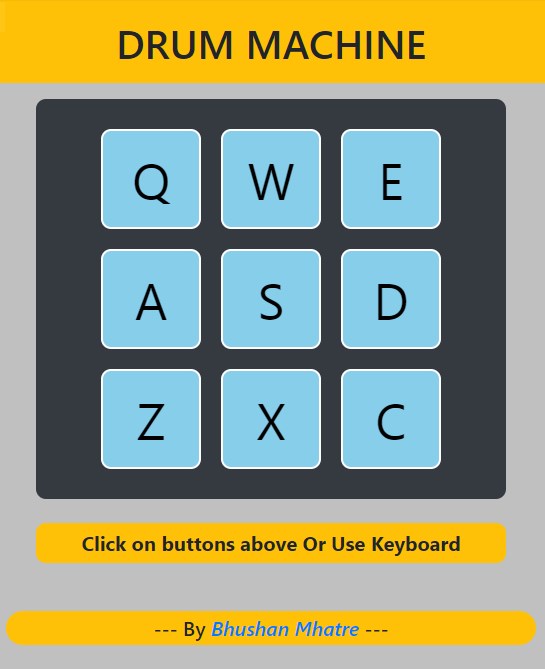 DRUM MACHINE
Q W E
A S D
Z X C
Click on buttons above Or Use Keyboard
--- By Bhushan Mhatre ---